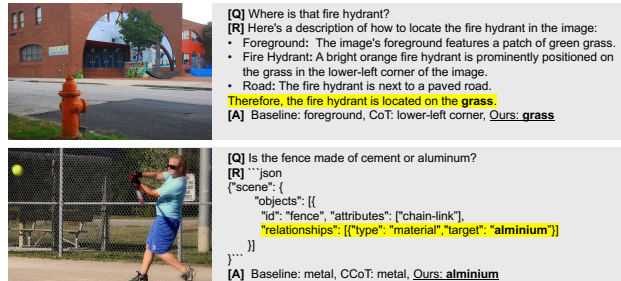 [Q] Where is that fire hydrant?
[R] Here's a description of how to locate the fire hydrant in the image:
• Foreground: The image's foreground features a patch of green grass.
• Fire Hydrant: A bright orange fire hydrant is prominently positioned
on the grass in the lower-left corner of the image.
• Road: The fire hydrant is next to a paved road.
Therefore, the fire hydrant is located on the grass.
[A] Baseline: foreground, CoT: lower-left corner, Ours: grass
[Q] Is the fence made of cement or aluminum?
[R] ```json
{"scene": {
"objects": [{
"id": "fence", "attributes": ["chain-link"],
"relationships": [{"type": "material","target": "alminium"}]
}]
}```
[A] Baseline: metal, CCoT: metal, Ours: alminium